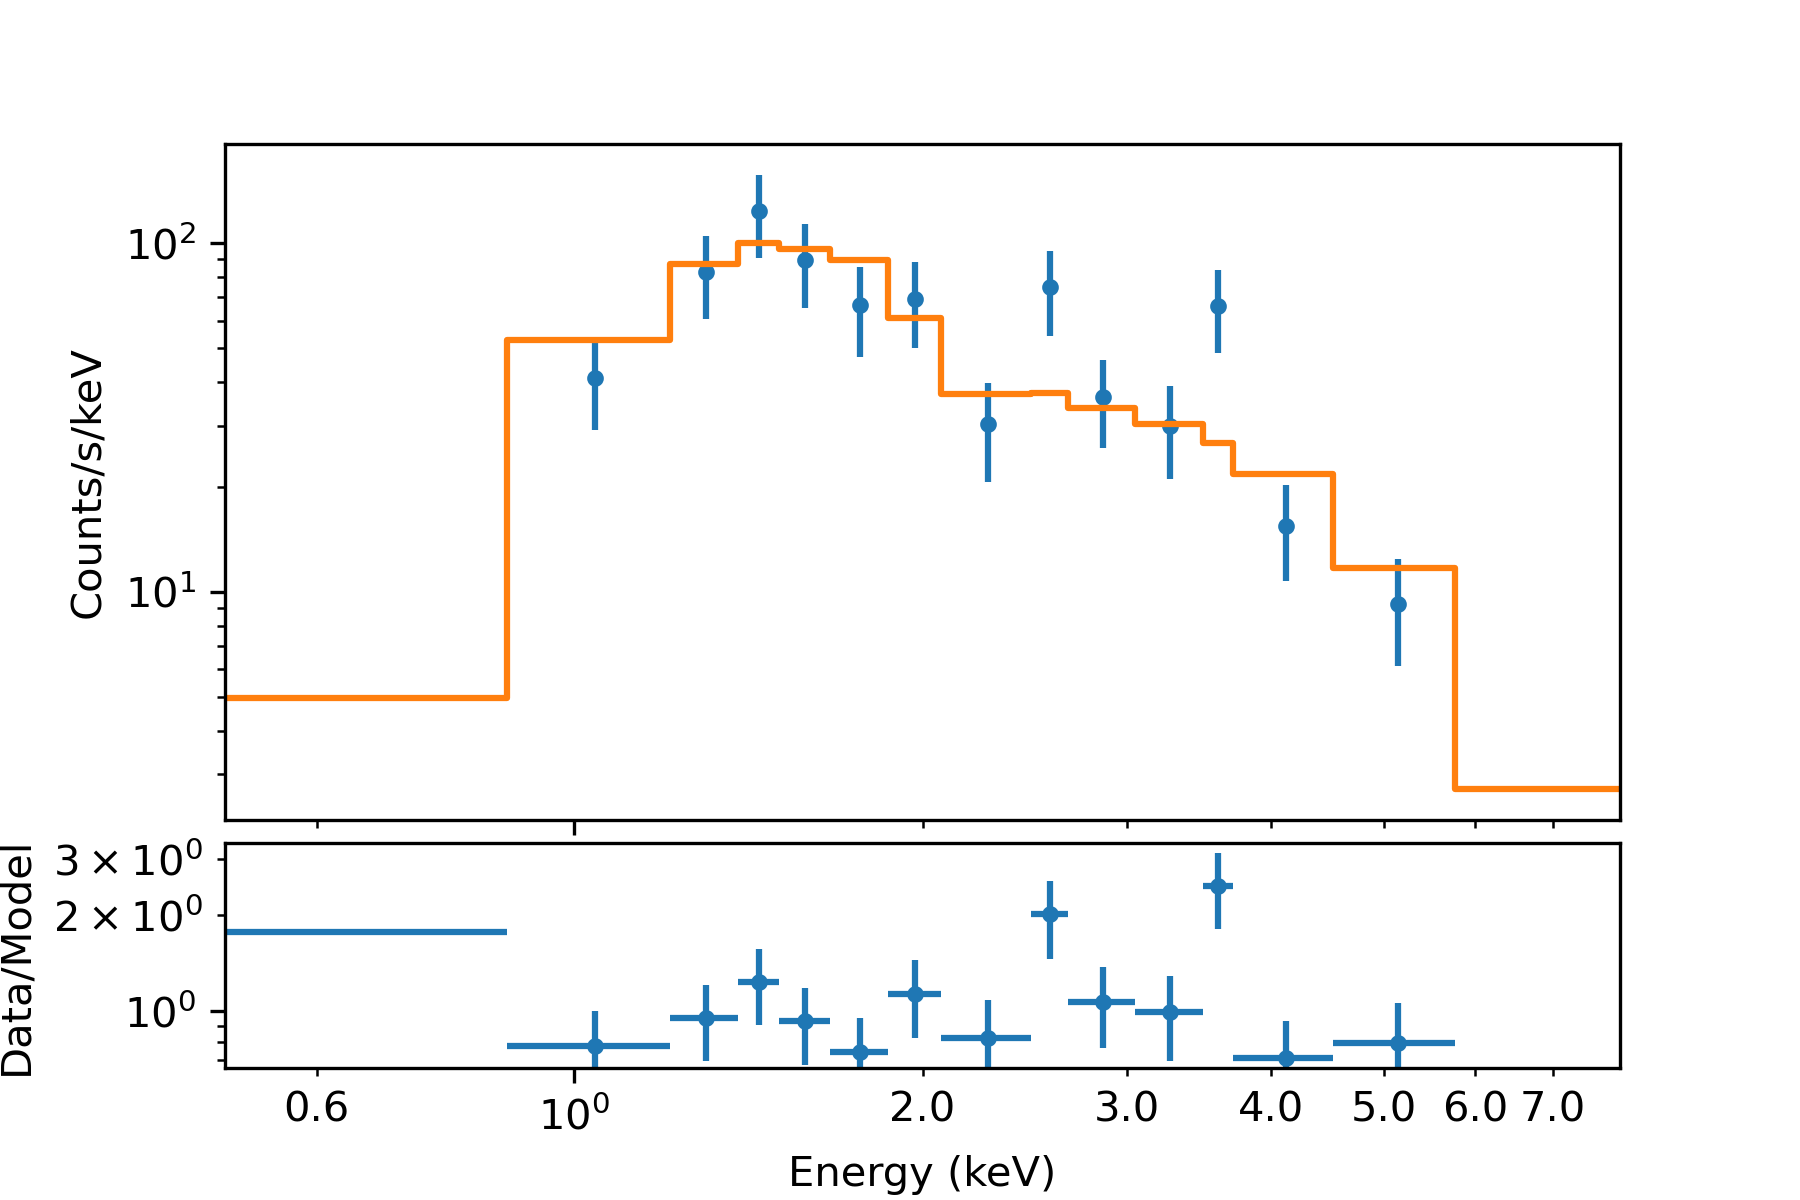 Counts/s/keV
10²
10¹
Data/Model
3 × 10⁰
2 × 10⁰
10⁰
0.6 10⁰ 2.0 3.0 4.0 5.0 6.0 7.0
Energy (keV)